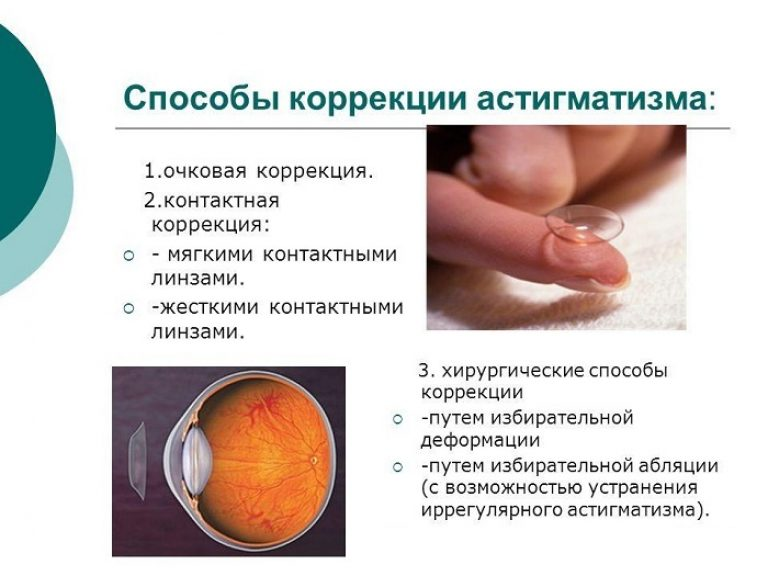 Способы коррекции астигматизма:
1.очковая коррекция.
2.контактная
коррекция:
- мягкими контактными
линзами.
-жесткими контактными
линзами.
3. хирургические способы
коррекции
-путем избирательной
деформации
-путем избирательной абляции
(с возможностью устранения
иррегулярного астигматизма).